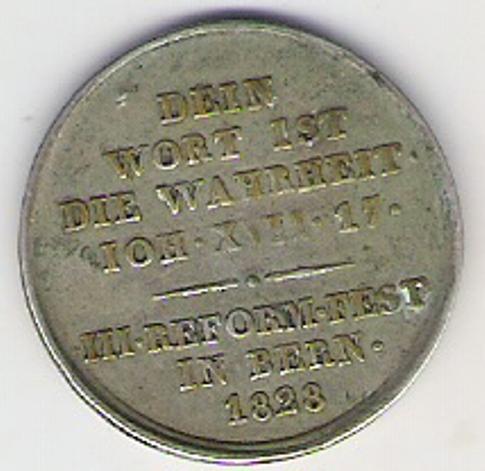 DEIN
WORT IST
DIE WAHRHEIT
IOH·XVII·17·
·III·REFORM·FEST
IN BERN·
1828